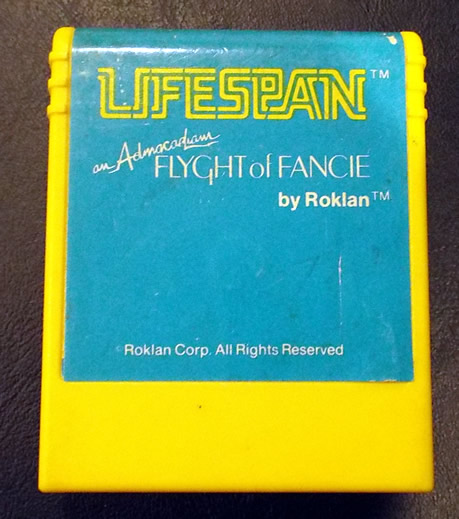 LIFESPAN™
an Admacadiam
FLYGHT of FANCIE
by Roklan™
©Roklan Corp. All Rights Reserved